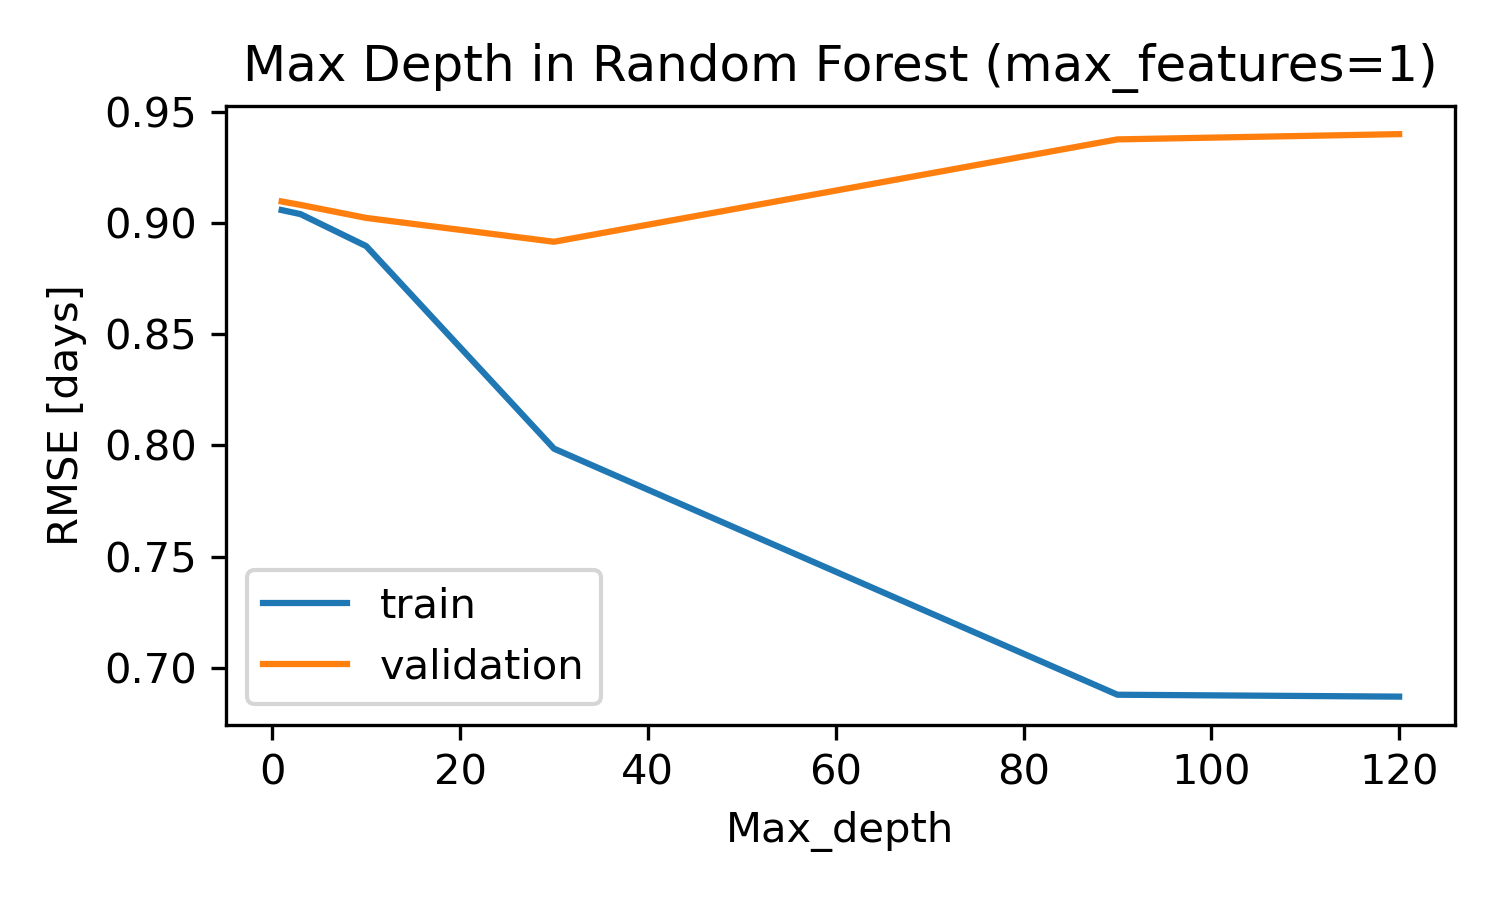 Max Depth in Random Forest (max_features=1)
RMSE [days]
0.95
0.90
0.85
0.80
0.75
0.70
train
validation
0 20 40 60 80 100 120
Max_depth